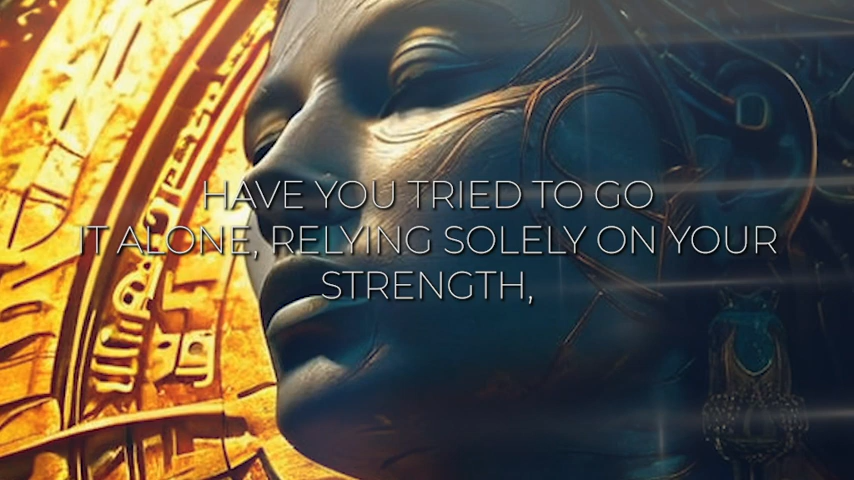 HAVE YOU TRIED TO GO
IT ALONE, RELYING SOLELY ON YOUR
STRENGTH,